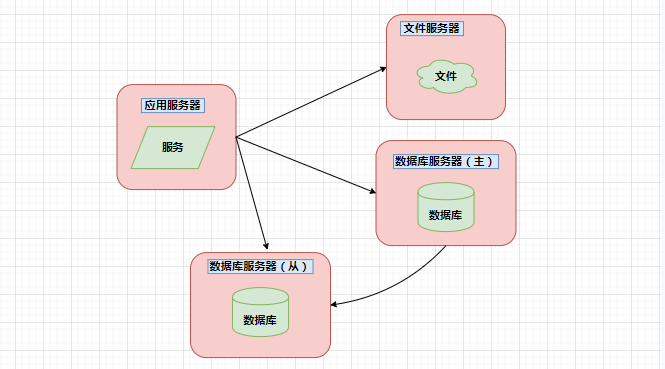 文件服务器
文件
应用服务器
服务
数据库服务器（主）
数据库
数据库服务器（从）
数据库